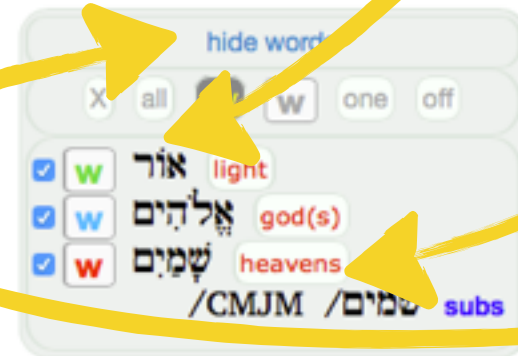 hide words
X all w one off
w אוֹר light
w אֱלֹהִים god(s)
w שָׁמַיִם heavens
/CMJM /שמים subs